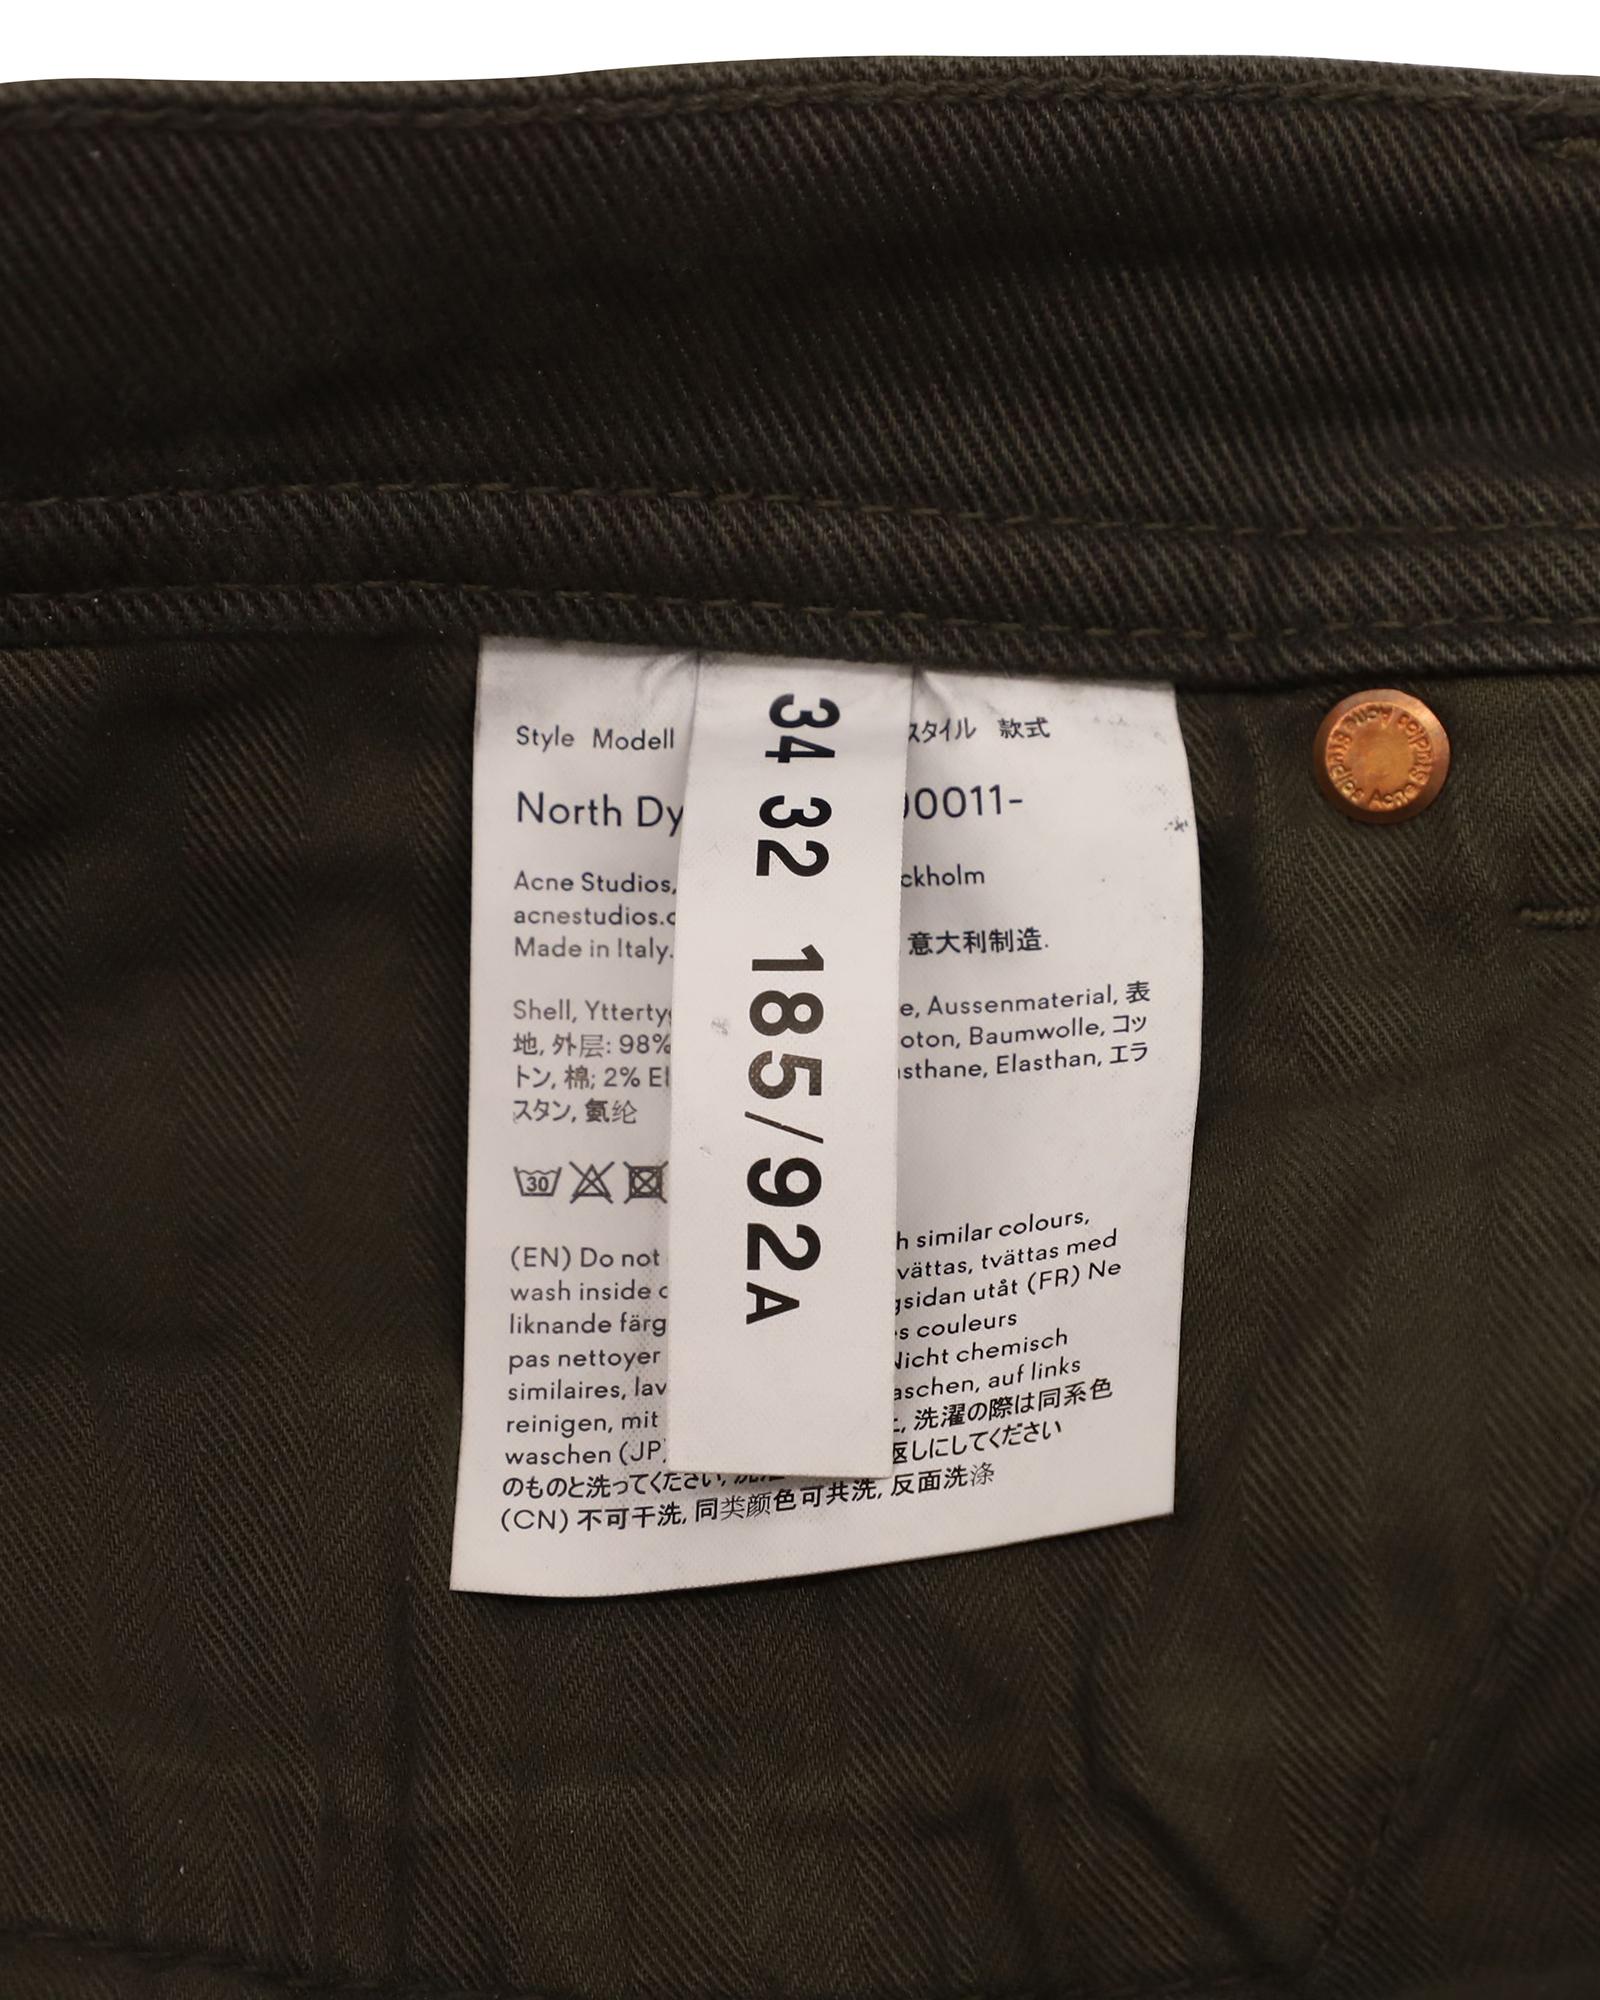 Style Modell
スタイル 款式
North Dy
00011-
Acne Studios,
ckholm
acnestudios.c
Made in Italy.
意大利制造.
Shell, Yttertyg
e, Aussenmaterial, 表
地, 外层: 98%
oton, Baumwolle, コッ
トン, 棉; 2% El
sthane, Elasthan, エラ
スタン, 氨纶
30
(EN) Do not
h similar colours,
wash inside o
vättas, tvättas med
liknande färg
gsidan utåt (FR) Ne
pas nettoyer
es couleurs
similaires, lav
Nicht chemisch
reinigen, mit
aschen, auf links
waschen (JP)
, 洗濯の際は同系色
のものと洗ってください,
返しにしてください
(CN) 不可干洗, 同类颜色可共洗, 反面洗涤
34 32 185/92A
Acne Studios Acne Studios